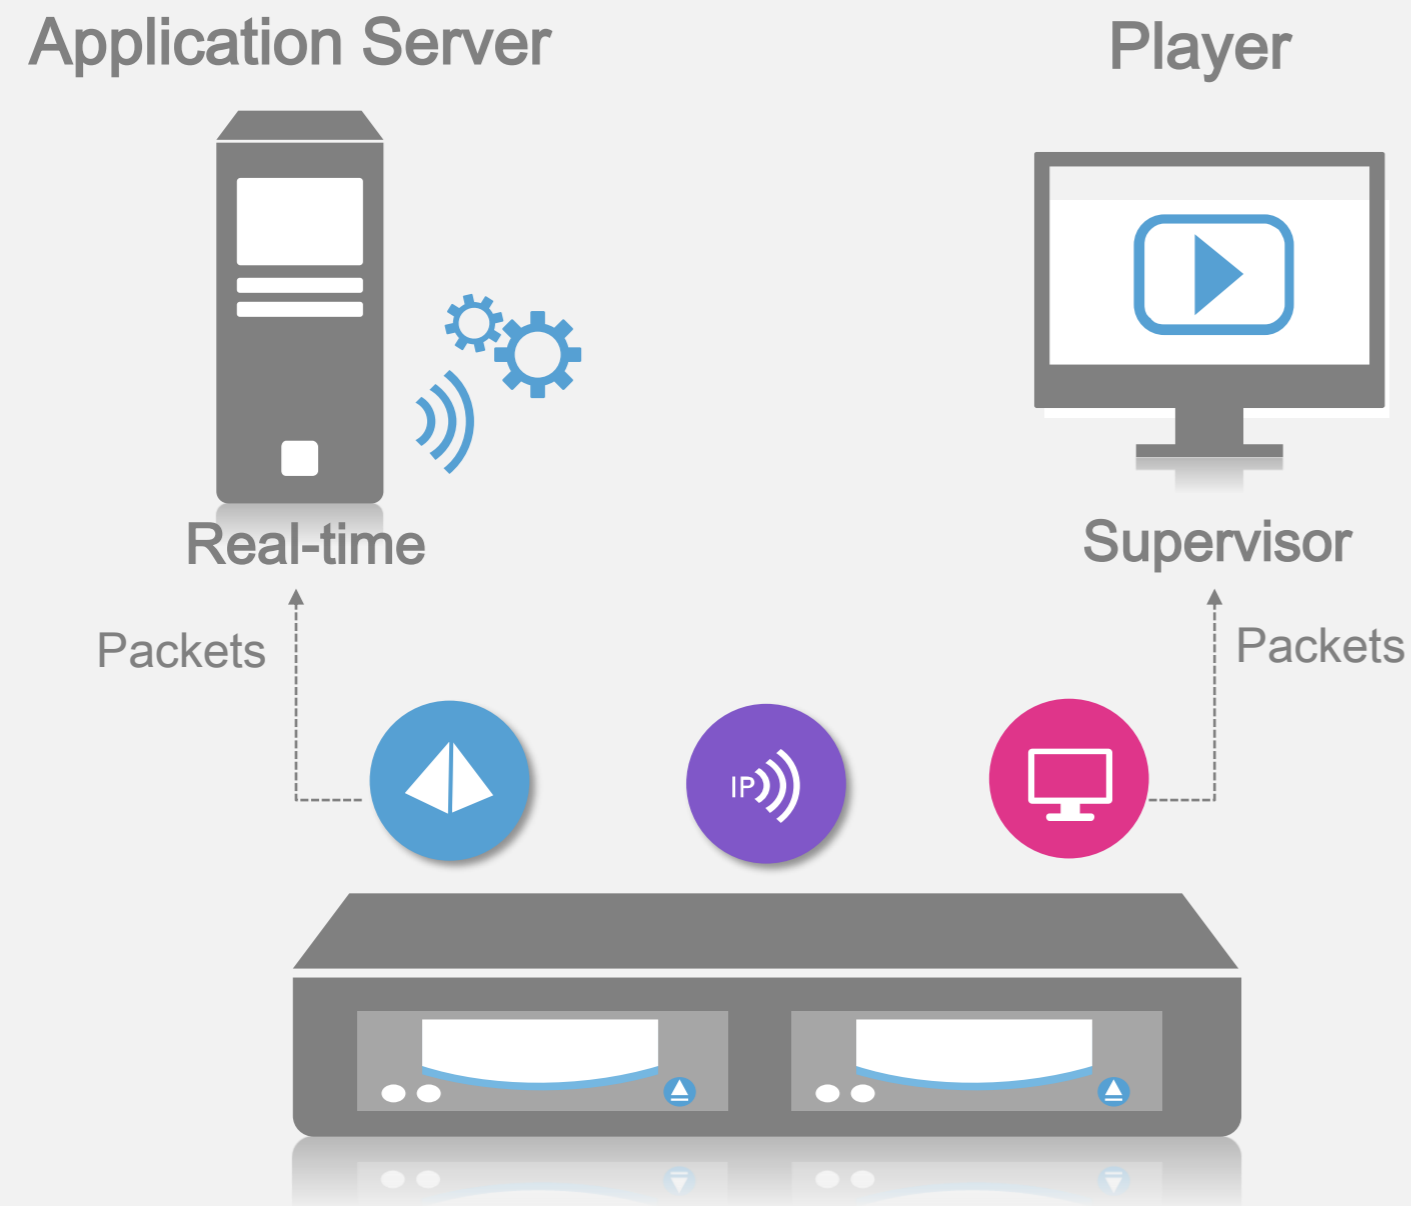 Application Server
Player
Real-time
Supervisor
Packets
Packets
IP